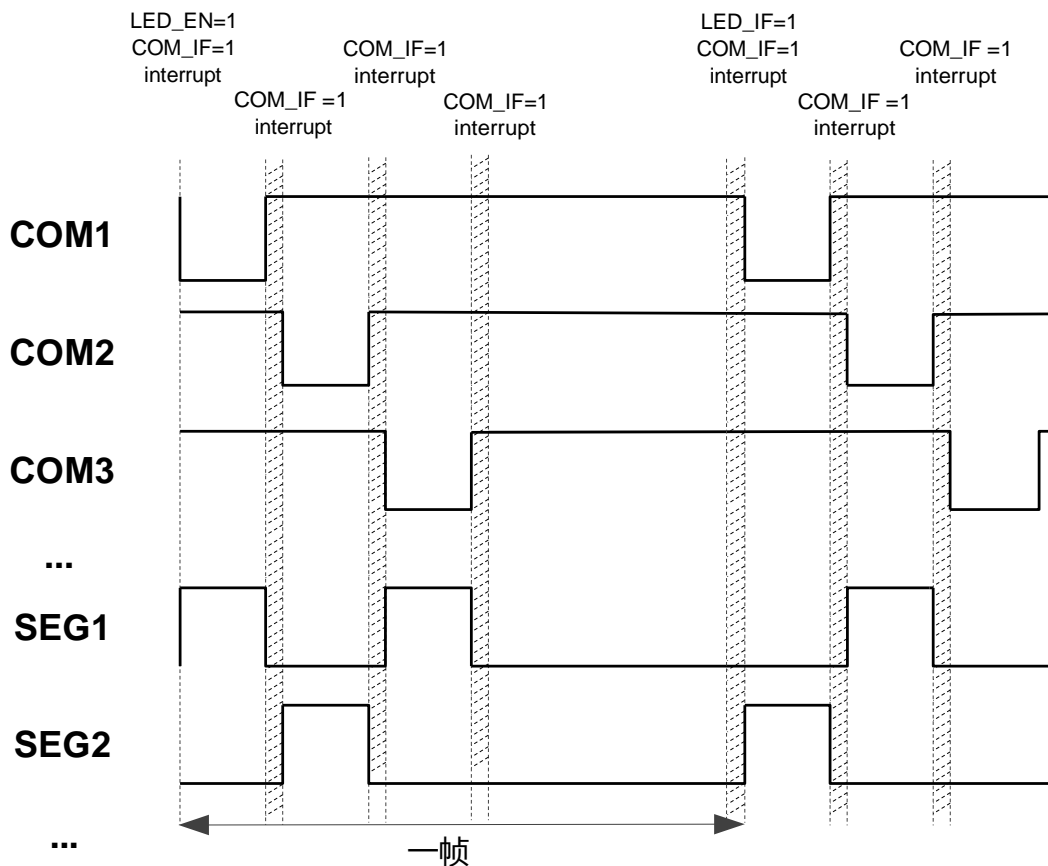 LED_EN=1
COM_IF=1
interrupt
COM_IF =1
interrupt
COM_IF=1
interrupt
COM_IF=1
interrupt
LED_IF=1
COM_IF=1
interrupt
COM_IF =1
interrupt
COM_IF =1
interrupt
COM1
COM2
COM3
...
SEG1
SEG2
...
一帧